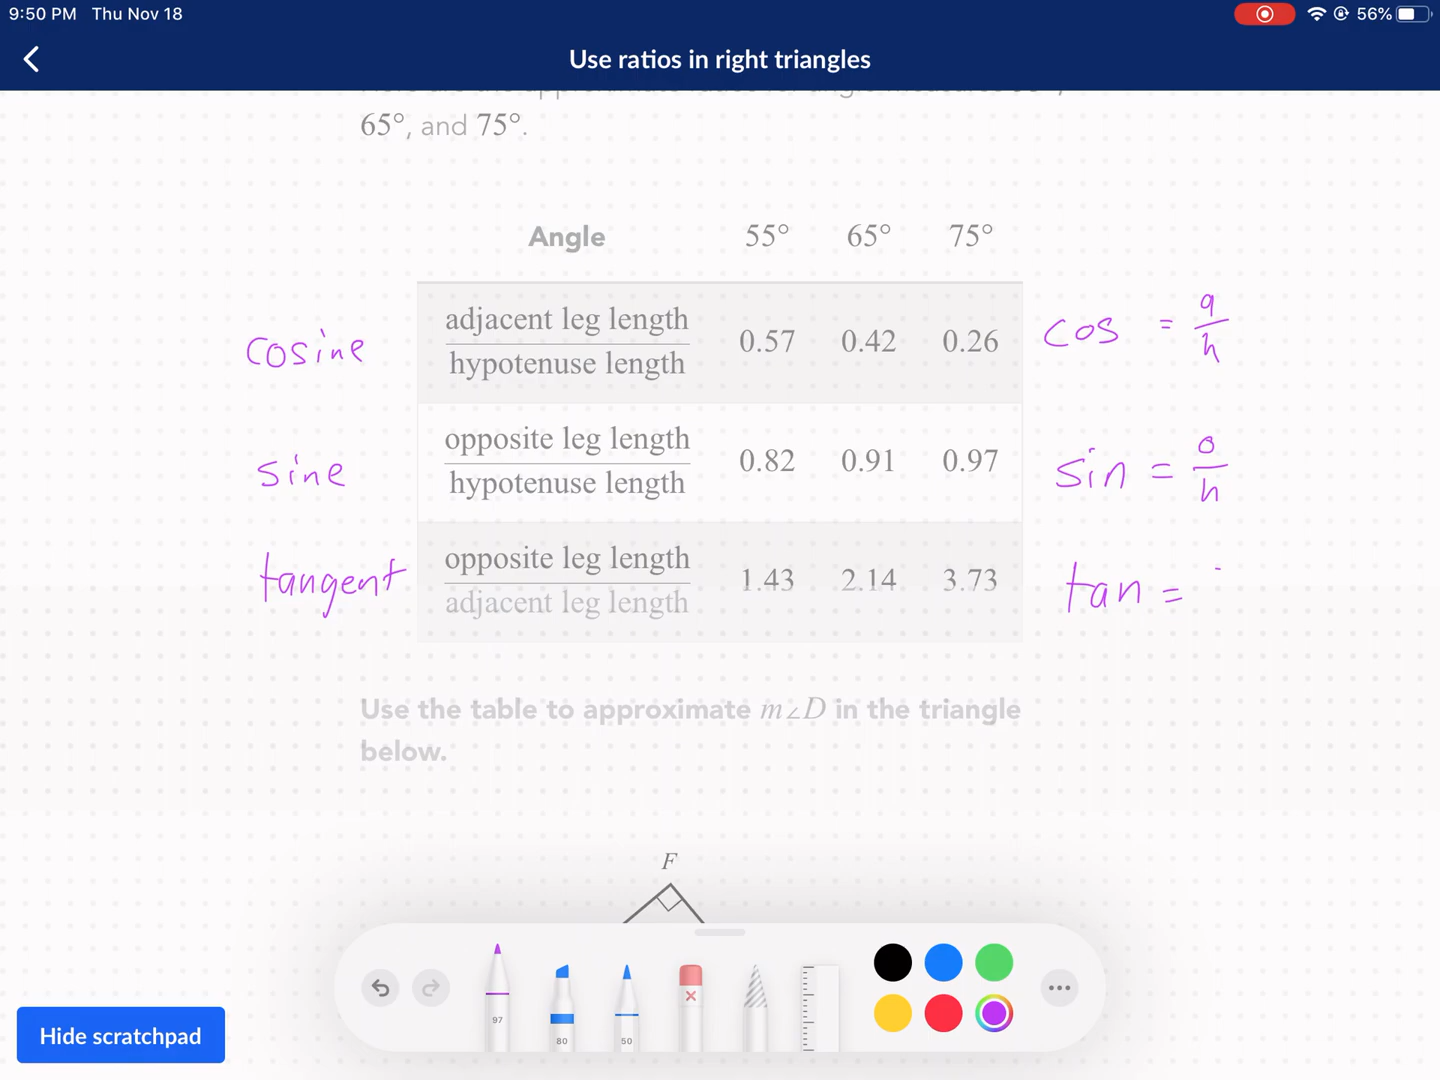 9:50 PM Thu Nov 18
56%
Use ratios in right triangles
65°, and 75°.
Angle 55° 65° 75°
cosine
adjacent leg length
hypotenuse length
0.57 0.42 0.26
cos = a/h
sine
opposite leg length
hypotenuse length
0.82 0.91 0.97
sin = o/h
tangent
opposite leg length
adjacent leg length
1.43 2.14 3.73
tan =
Use the table to approximate m∠D in the triangle
below.
F
97
80
50
Hide scratchpad